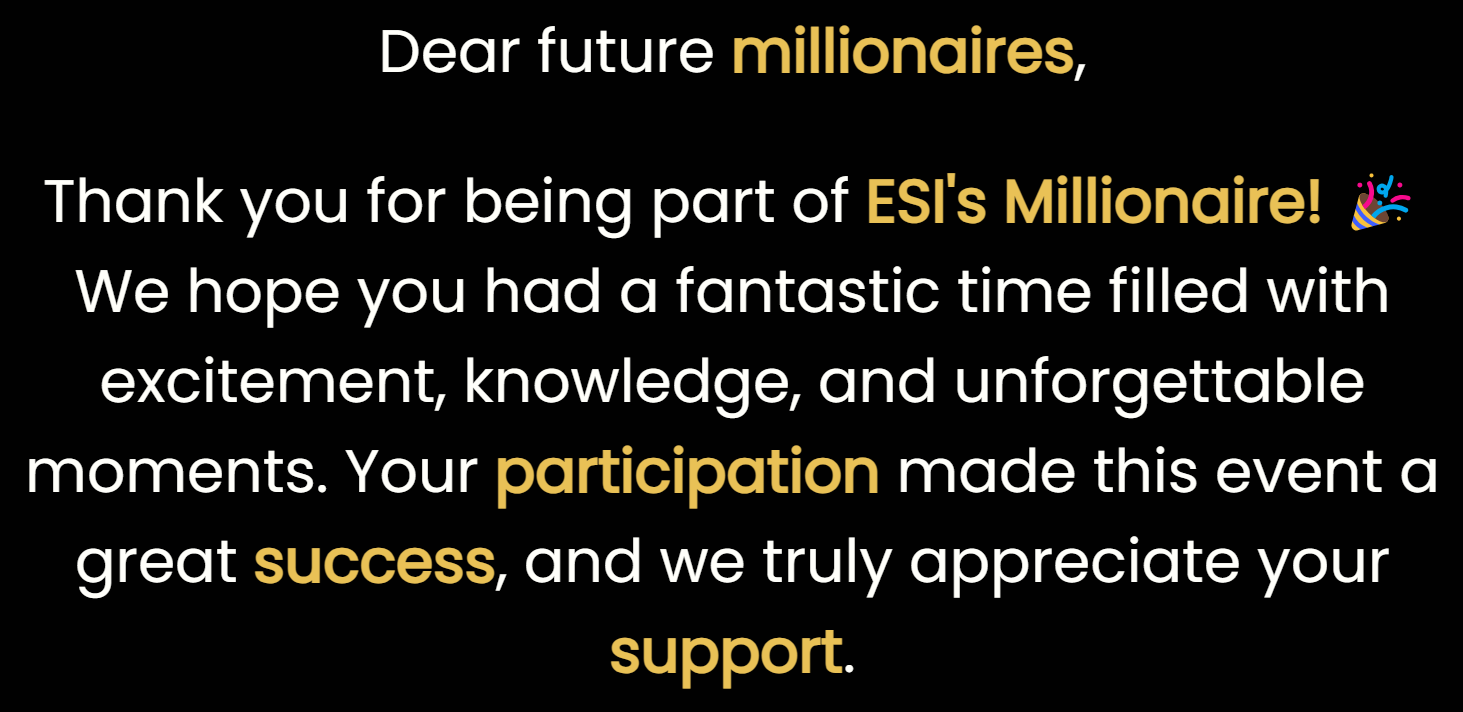 Dear future millionaires,
Thank you for being part of ESI's Millionaire! 🎉
We hope you had a fantastic time filled with
excitement, knowledge, and unforgettable
moments. Your participation made this event a
great success, and we truly appreciate your
support.